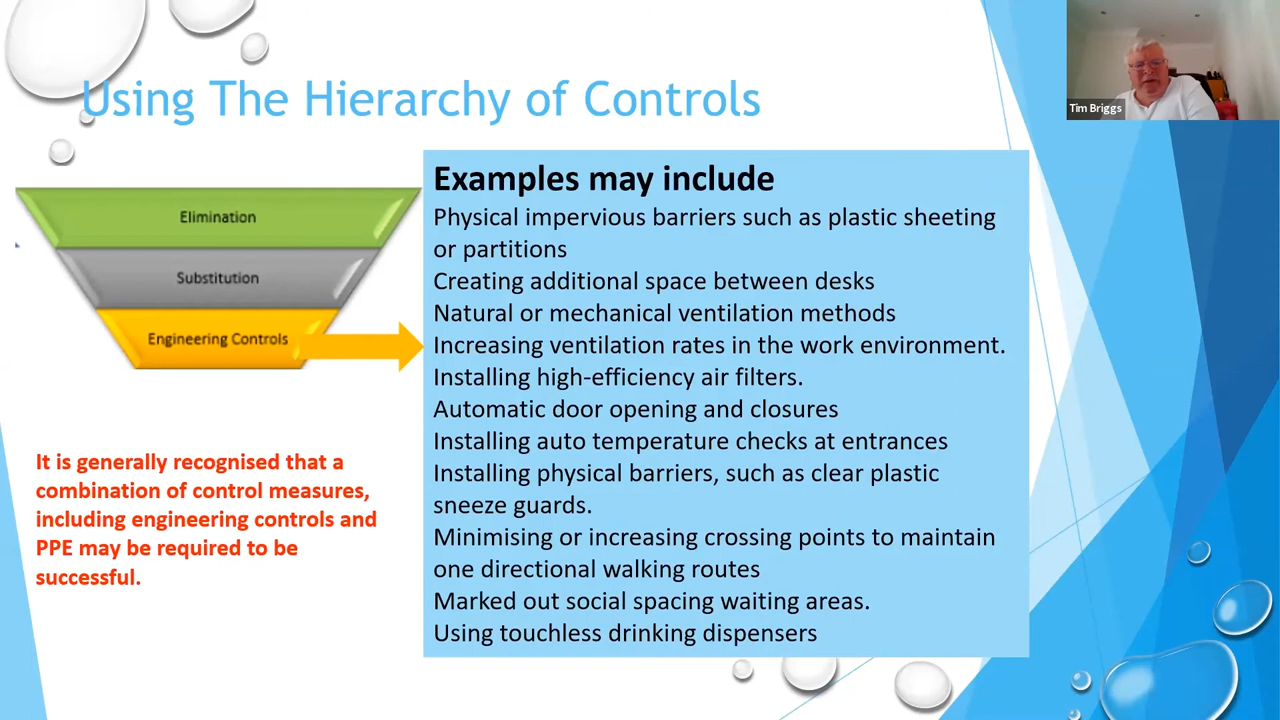 Using The Hierarchy of Controls
Tim Briggs
Elimination
Substitution
Engineering Controls
It is generally recognised that a
combination of control measures,
including engineering controls and
PPE may be required to be
successful.
Examples may include
Physical impervious barriers such as plastic sheeting
or partitions
Creating additional space between desks
Natural or mechanical ventilation methods
Increasing ventilation rates in the work environment.
Installing high-efficiency air filters.
Automatic door opening and closures
Installing auto temperature checks at entrances
Installing physical barriers, such as clear plastic
sneeze guards.
Minimising or increasing crossing points to maintain
one directional walking routes
Marked out social spacing waiting areas.
Using touchless drinking dispensers